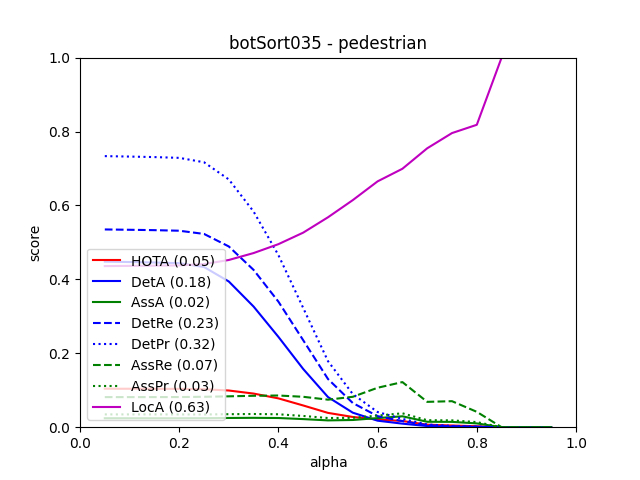 botSort035 - pedestrian
1.0
0.8
0.6
0.4
0.2
0.0
score
HOTA (0.05)
DetA (0.18)
AssA (0.02)
DetRe (0.23)
DetPr (0.32)
AssRe (0.07)
AssPr (0.03)
LocA (0.63)
0.0 0.2 0.4 0.6 0.8 1.0
alpha